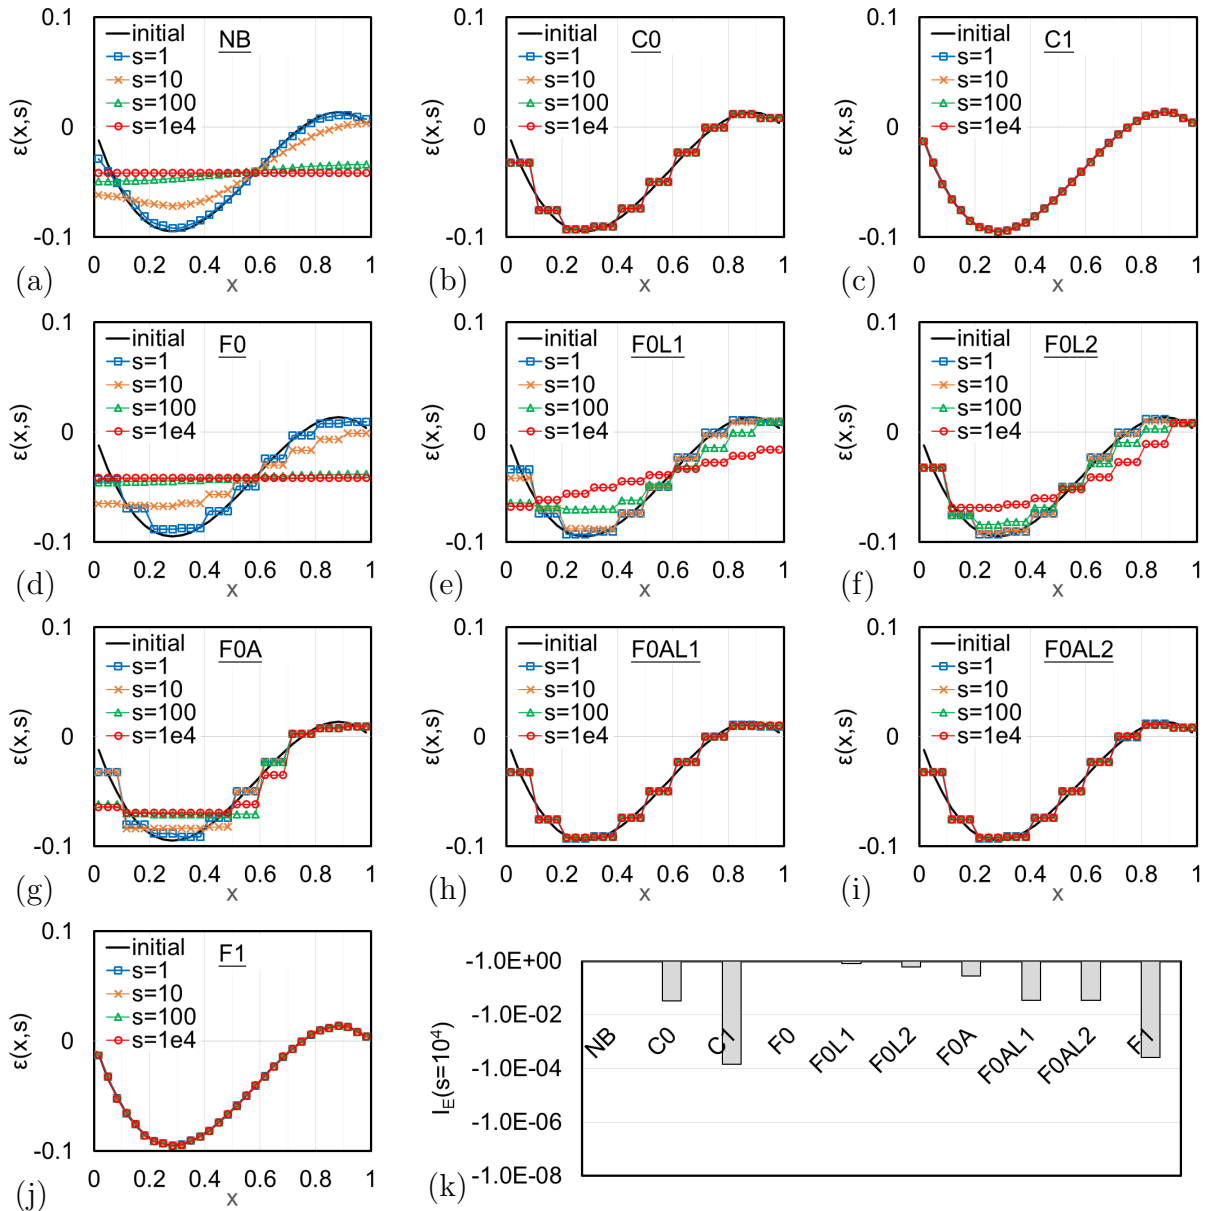 0.1
initial
s=1
s=10
s=100
s=1e4
NB
ε(x,s)
0
-0.1
0 0.2 0.4 0.6 0.8 1
x
(a)
0.1
initial
s=1
s=10
s=100
s=1e4
C0
ε(x,s)
0
-0.1
0 0.2 0.4 0.6 0.8 1
x
(b)
0.1
initial
s=1
s=10
s=100
s=1e4
C1
ε(x,s)
0
-0.1
0 0.2 0.4 0.6 0.8 1
x
(c)
0.1
initial
s=1
s=10
s=100
s=1e4
F0
ε(x,s)
0
-0.1
0 0.2 0.4 0.6 0.8 1
x
(d)
0.1
initial
s=1
s=10
s=100
s=1e4
F0L1
ε(x,s)
0
-0.1
0 0.2 0.4 0.6 0.8 1
x
(e)
0.1
initial
s=1
s=10
s=100
s=1e4
F0L2
ε(x,s)
0
-0.1
0 0.2 0.4 0.6 0.8 1
x
(f)
0.1
initial
s=1
s=10
s=100
s=1e4
F0A
ε(x,s)
0
-0.1
0 0.2 0.4 0.6 0.8 1
x
(g)
0.1
initial
s=1
s=10
s=100
s=1e4
F0AL1
ε(x,s)
0
-0.1
0 0.2 0.4 0.6 0.8 1
x
(h)
0.1
initial
s=1
s=10
s=100
s=1e4
F0AL2
ε(x,s)
0
-0.1
0 0.2 0.4 0.6 0.8 1
x
(i)
0.1
initial
s=1
s=10
s=100
s=1e4
F1
ε(x,s)
0
-0.1
0 0.2 0.4 0.6 0.8 1
x
(j)
-1.0E+00
-1.0E-02
-1.0E-04
-1.0E-06
-1.0E-08
I_E(s=10⁴)
NB C0 C1 F0 F0L1 F0L2 F0A F0AL1 F0AL2 F1
(k)